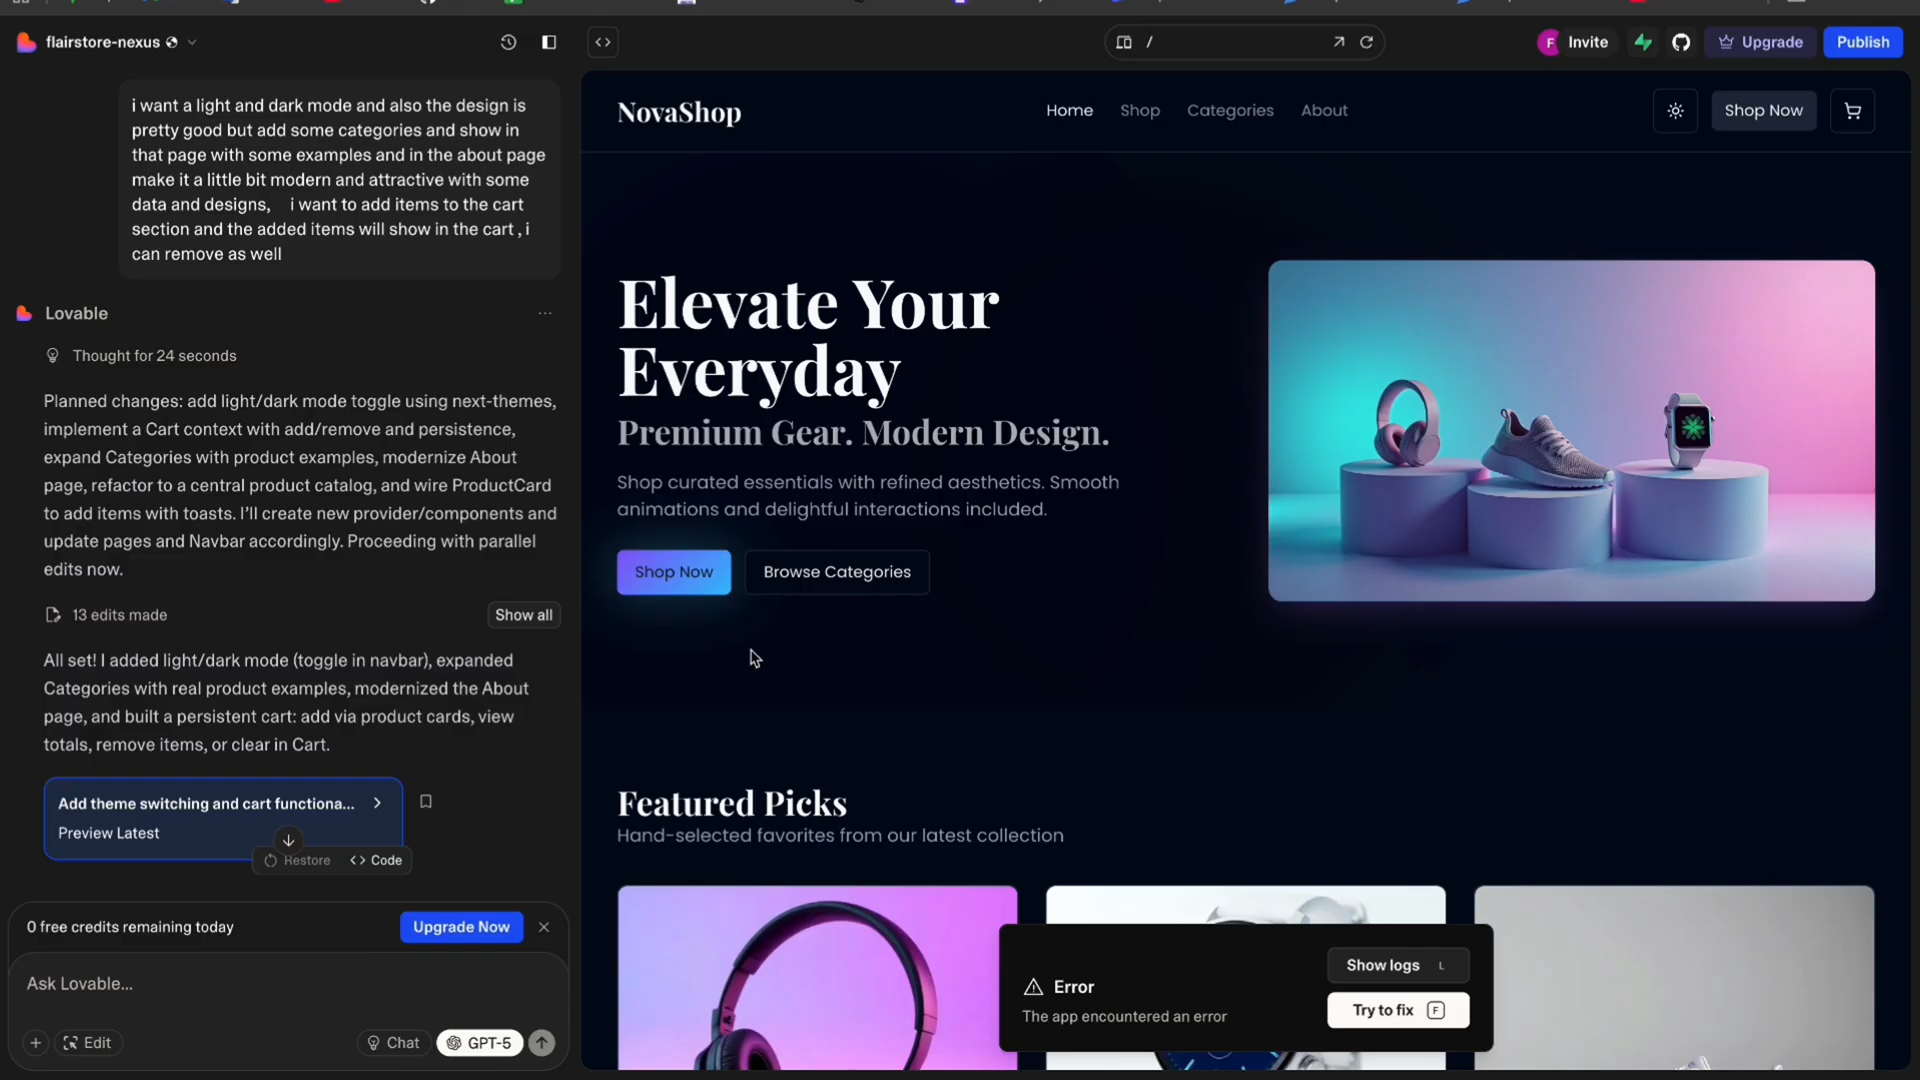 flairstore-nexus
/
F
Invite
Upgrade
Publish
i want a light and dark mode and also the design is
pretty good but add some categories and show in
that page with some examples and in the about page
make it a little bit modern and attractive with some
data and designs, i want to add items to the cart
section and the added items will show in the cart , i
can remove as well
Lovable
Thought for 24 seconds
Planned changes: add light/dark mode toggle using next-themes,
implement a Cart context with add/remove and persistence,
expand Categories with product examples, modernize About
page, refactor to a central product catalog, and wire ProductCard
to add items with toasts. I'll create new provider/components and
update pages and Navbar accordingly. Proceeding with parallel
edits now.
13 edits made
Show all
All set! I added light/dark mode (toggle in navbar), expanded
Categories with real product examples, modernized the About
page, and built a persistent cart: add via product cards, view
totals, remove items, or clear in Cart.
Add theme switching and cart functiona...
Preview Latest
Restore
Code
0 free credits remaining today
Upgrade Now
Ask Lovable...
Edit
Chat
GPT-5
NovaShop
Home
Shop
Categories
About
Shop Now
Elevate Your
Everyday
Premium Gear. Modern Design.
Shop curated essentials with refined aesthetics. Smooth
animations and delightful interactions included.
Shop Now
Browse Categories
Featured Picks
Hand-selected favorites from our latest collection
Error
The app encountered an error
Show logs L
Try to fix F